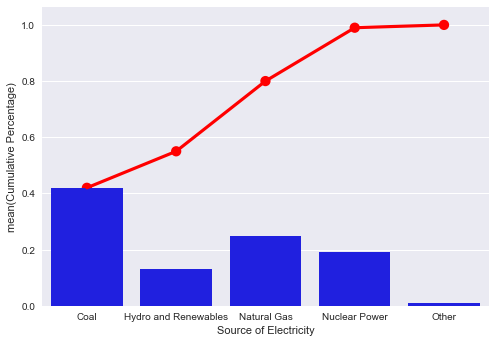 1.0
0.8
0.6
0.4
0.2
0.0
mean(Cumulative Percentage)
Coal
Hydro and Renewables
Natural Gas
Nuclear Power
Other
Source of Electricity